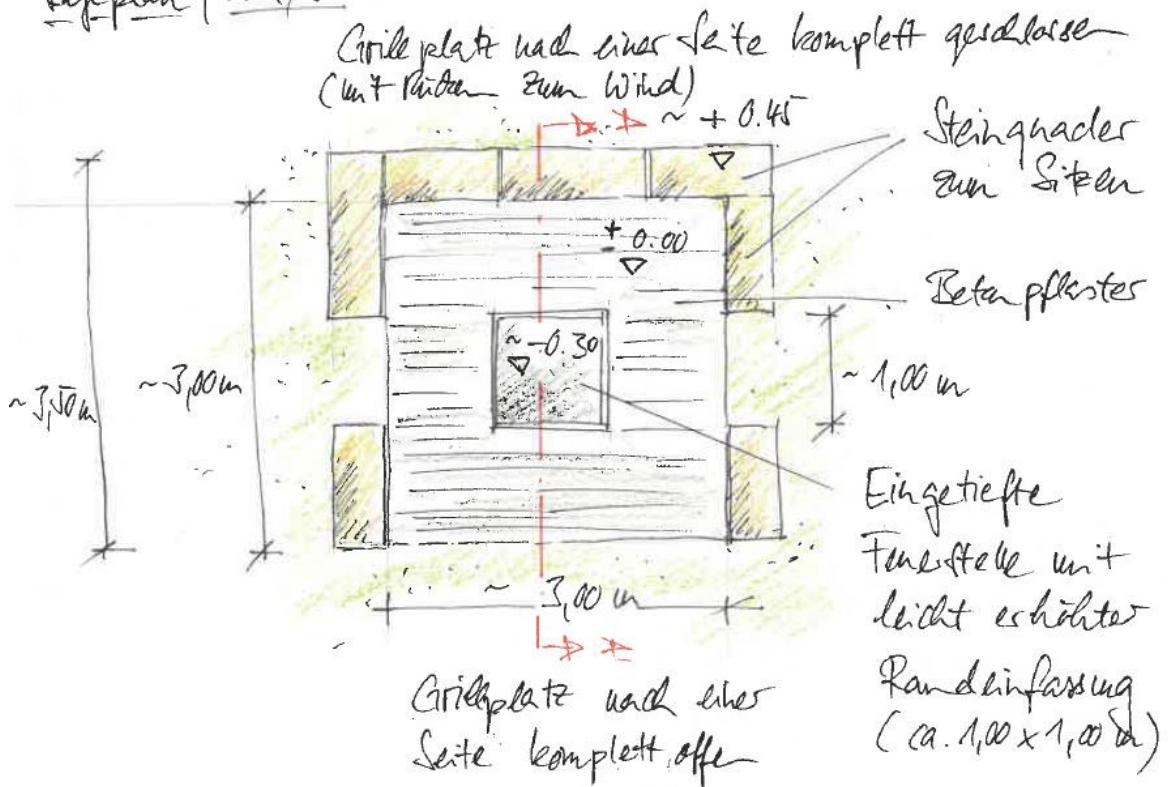 Lageplan
Grillplatz nach einer Seite komplett geschlossen
(mit Rücken zum Wind)
~ + 0.45
Steinquader
zum Sitzen
± 0.00
Betonpflaster
~ -0.30
~ 3,50 m
~ 3,00 m
~ 1,00 m
Eingetiefte
Feuerstelle mit
leicht erhöhter
Randeinfassung
(ca. 1,00 x 1,00 m)
~ 3,00 m
Grillplatz nach einer
Seite komplett offen